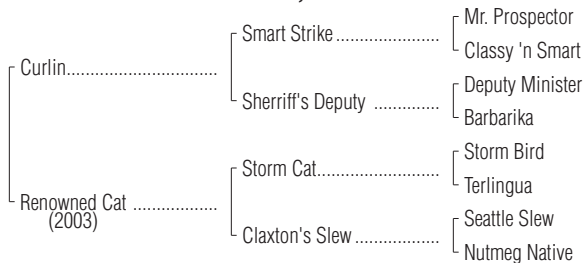 Mr. Prospector
Smart Strike
Classy 'n Smart
Curlin
Deputy Minister
Sherriff's Deputy
Barbarika
Storm Bird
Storm Cat
Terlingua
Renowned Cat
(2003)
Seattle Slew
Claxton's Slew
Nutmeg Native